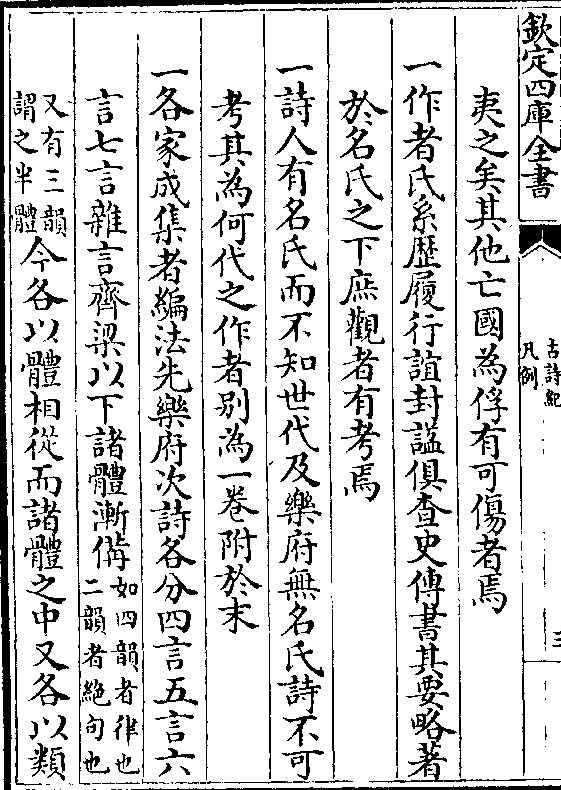 欽定四庫全書
古詩紀
凡例
三
夷之矣其他亡國為俘有可傷者焉
一作者氏系歴履行誼封謚俱查史傳書其要略著
於名氏之下庶觀者有考焉
一詩人有名氏而不知世代及樂府無名氏詩不可
考其為何代之作者别為一卷附於末
一各家成集者編法先樂府次詩各分四言五言六
言七言雜言齊梁以下諸體漸備如四韻者律也二韻者絶句也
又有三韻謂之半體今各以體相從而諸體之中又各以類